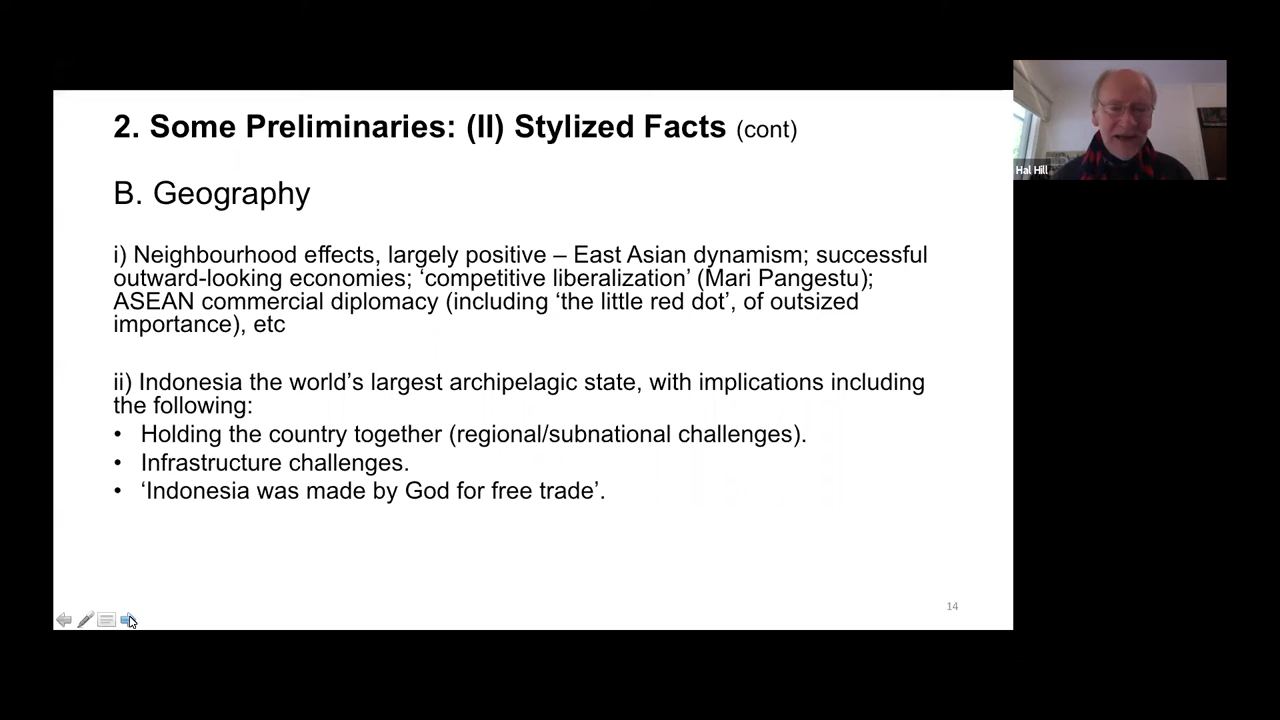 2. Some Preliminaries: (II) Stylized Facts (cont)
B. Geography
i) Neighbourhood effects, largely positive – East Asian dynamism; successful
outward-looking economies; ‘competitive liberalization’ (Mari Pangestu);
ASEAN commercial diplomacy (including ‘the little red dot’, of outsized
importance), etc
ii) Indonesia the world’s largest archipelagic state, with implications including
the following:
• Holding the country together (regional/subnational challenges).
• Infrastructure challenges.
• ‘Indonesia was made by God for free trade’.
14
Hal Hill